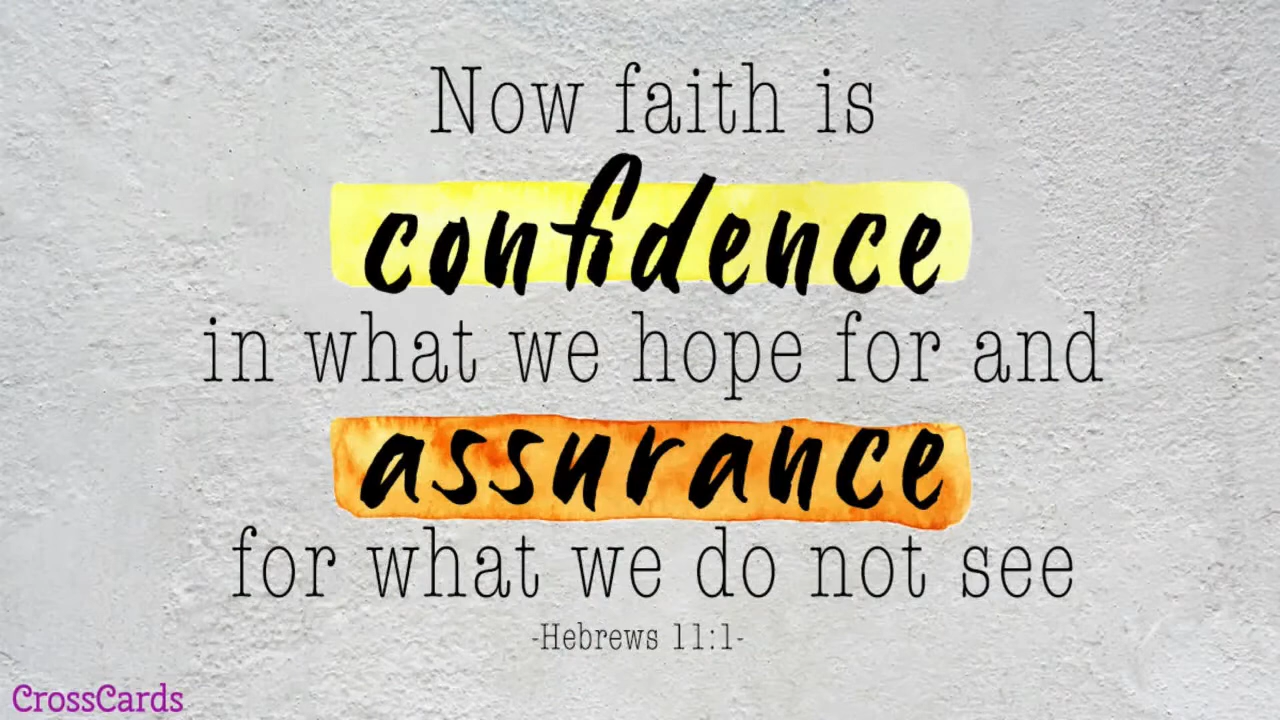 Now faith is
confidence
in what we hope for and
assurance
for what we do not see
-Hebrews 11:1-
CrossCards